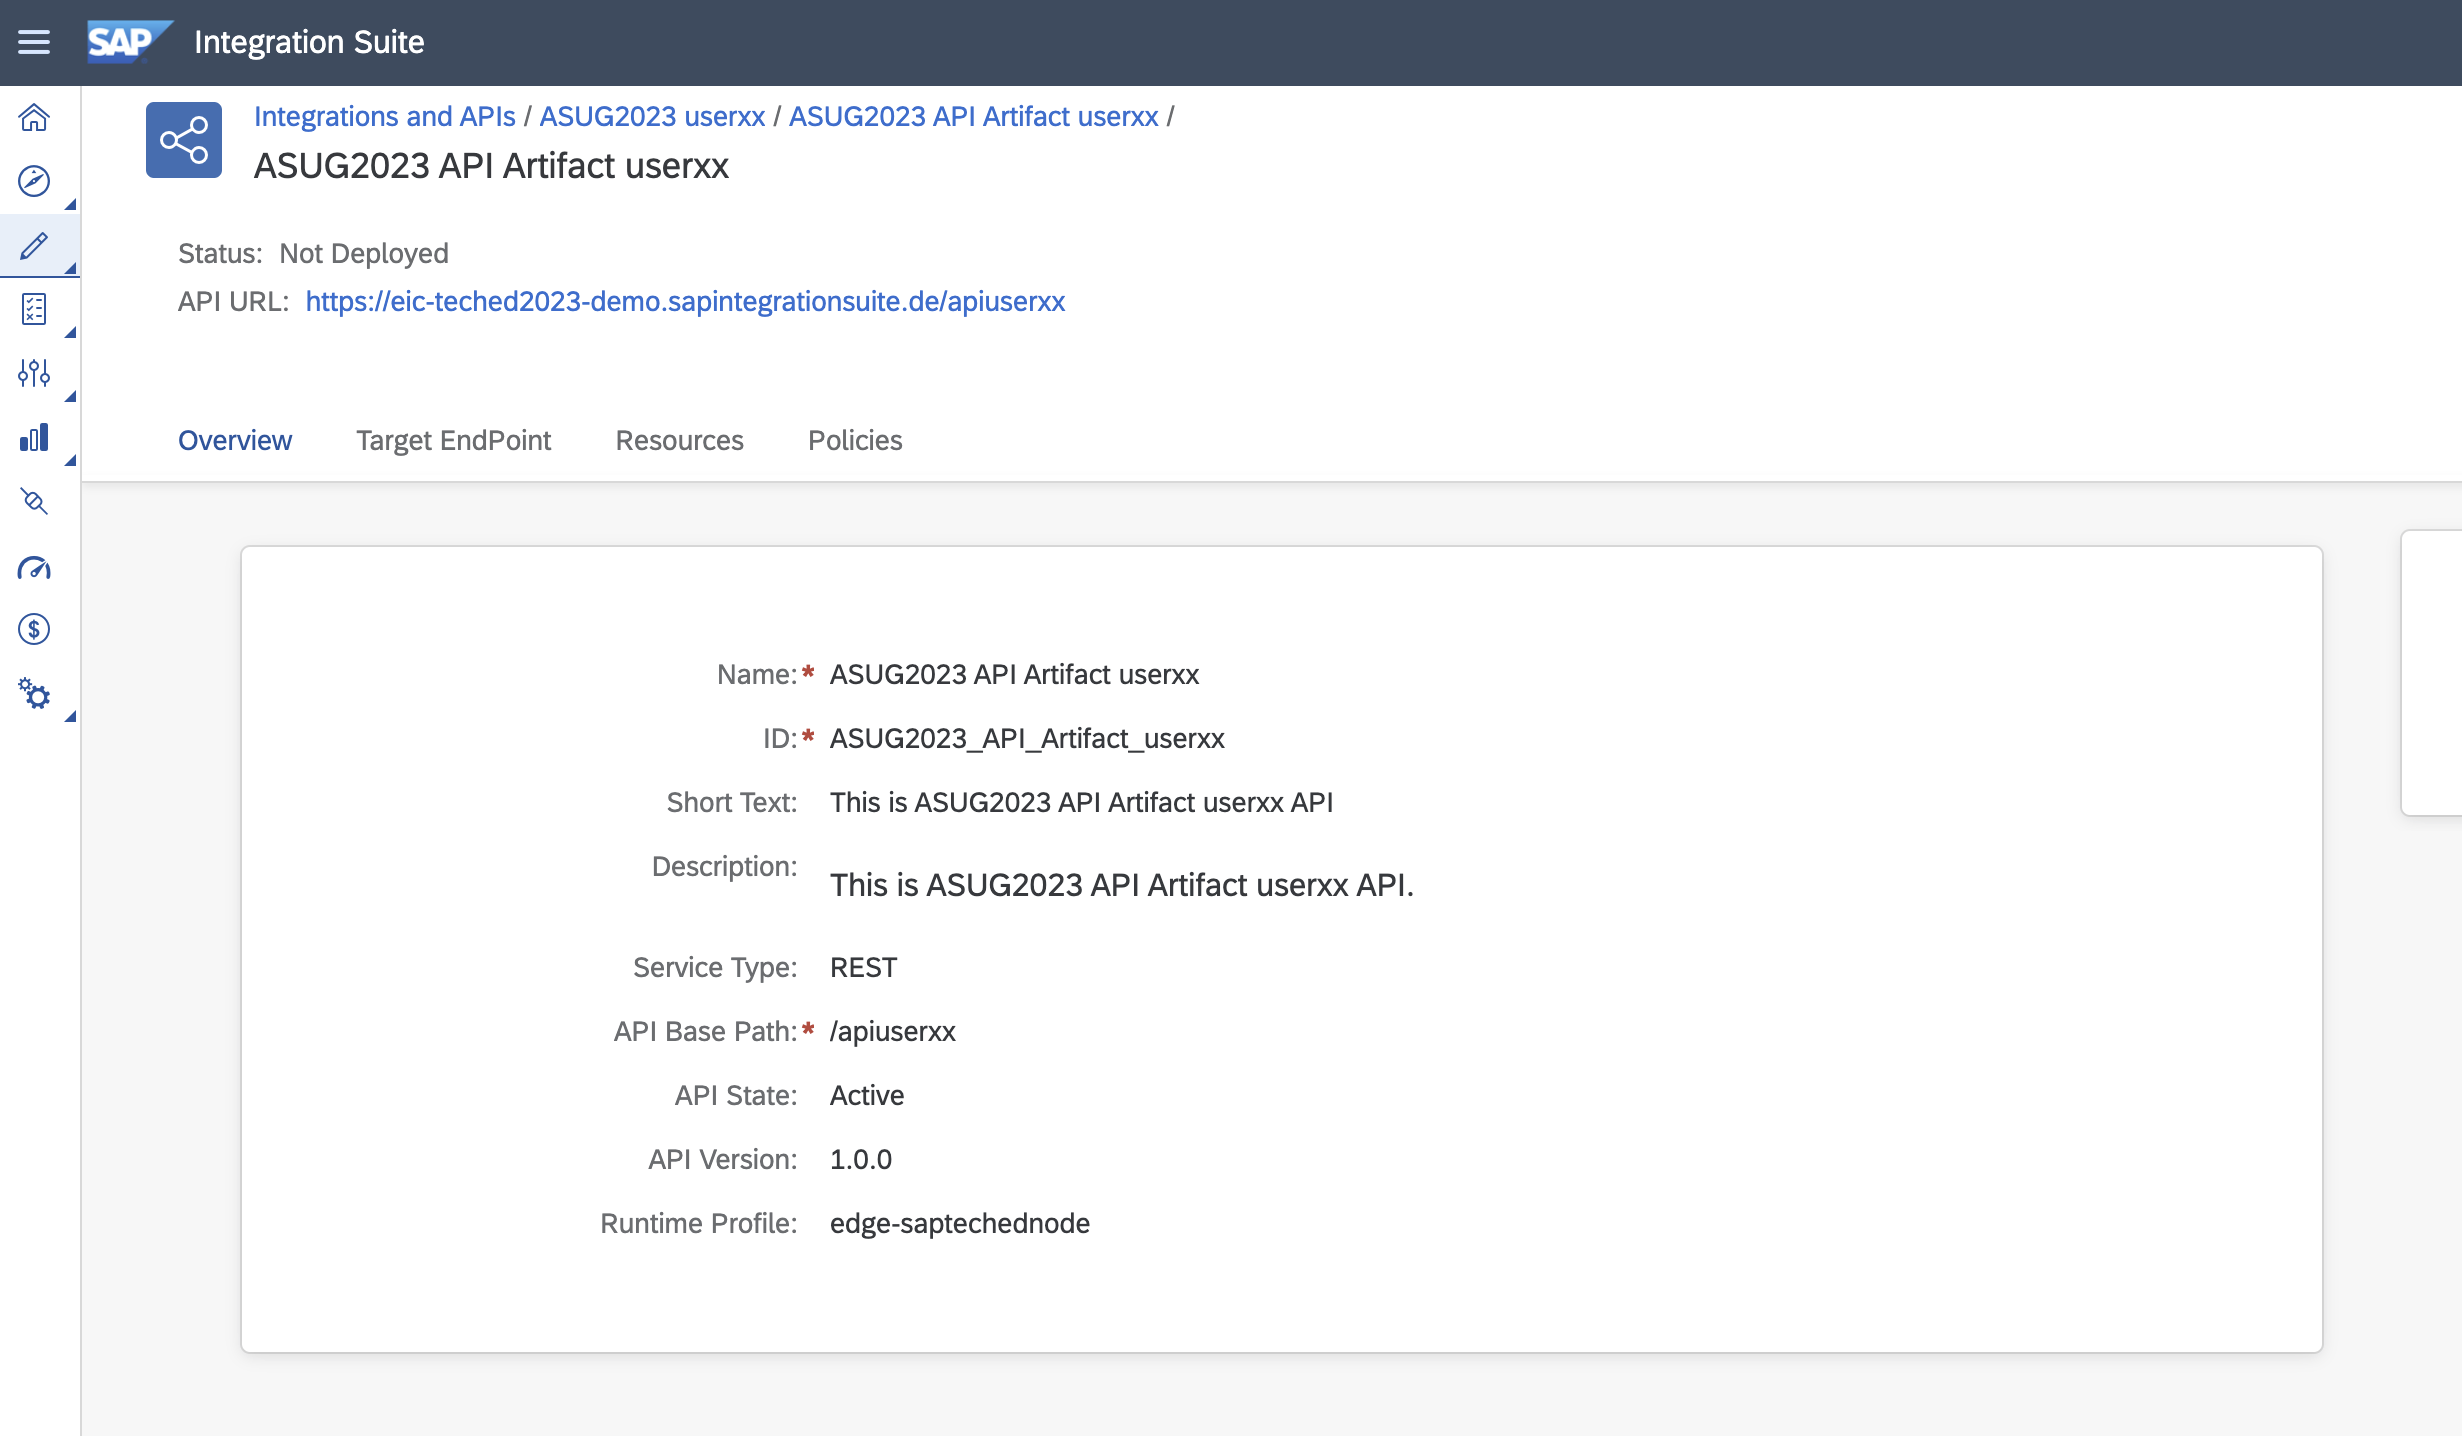 SAP Integration Suite
Integrations and APIs / ASUG2023 userxx / ASUG2023 API Artifact userxx /
ASUG2023 API Artifact userxx
Status: Not Deployed
API URL: https://eic-teched2023-demo.sapintegrationsuite.de/apiuserxx
Overview Target EndPoint Resources Policies
Name:* ASUG2023 API Artifact userxx
ID:* ASUG2023_API_Artifact_userxx
Short Text: This is ASUG2023 API Artifact userxx API
Description: This is ASUG2023 API Artifact userxx API.
Service Type: REST
API Base Path:* /apiuserxx
API State: Active
API Version: 1.0.0
Runtime Profile: edge-saptechednode